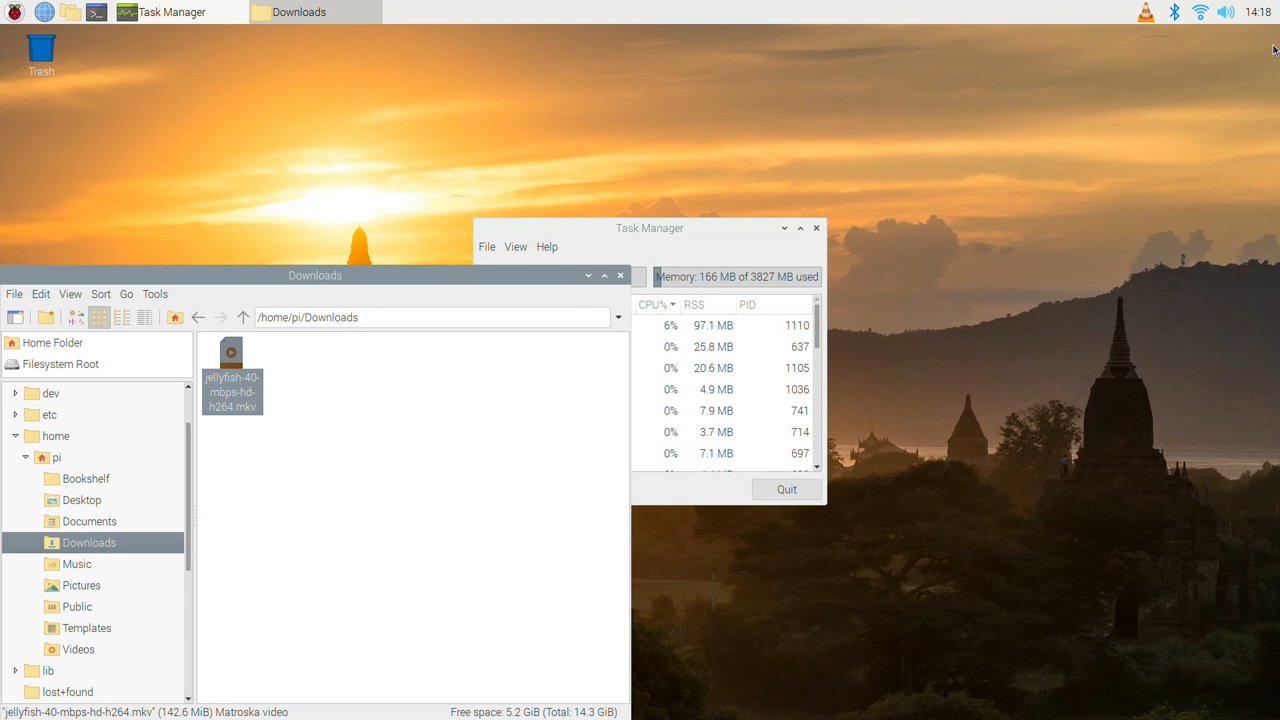 Task Manager
Downloads
14:18
Trash
Task Manager
File View Help
Memory: 166 MB of 3827 MB used
CPU% RSS PID
6% 97.1 MB 1110
0% 25.8 MB 637
0% 20.6 MB 1105
0% 4.9 MB 1036
0% 7.9 MB 741
0% 3.7 MB 714
0% 7.1 MB 697
Quit
Downloads
File Edit View Sort Go Tools
/home/pi/Downloads
Home Folder
Filesystem Root
dev
etc
home
pi
Bookshelf
Desktop
Documents
Downloads
Music
Pictures
Public
Templates
Videos
lib
lost+found
jellyfish-40-
mbps-hd-
h264.mkv
"jellyfish-40-mbps-hd-h264.mkv" (142.6 MiB) Matroska video
Free space: 5.2 GiB (Total: 14.3 GiB)